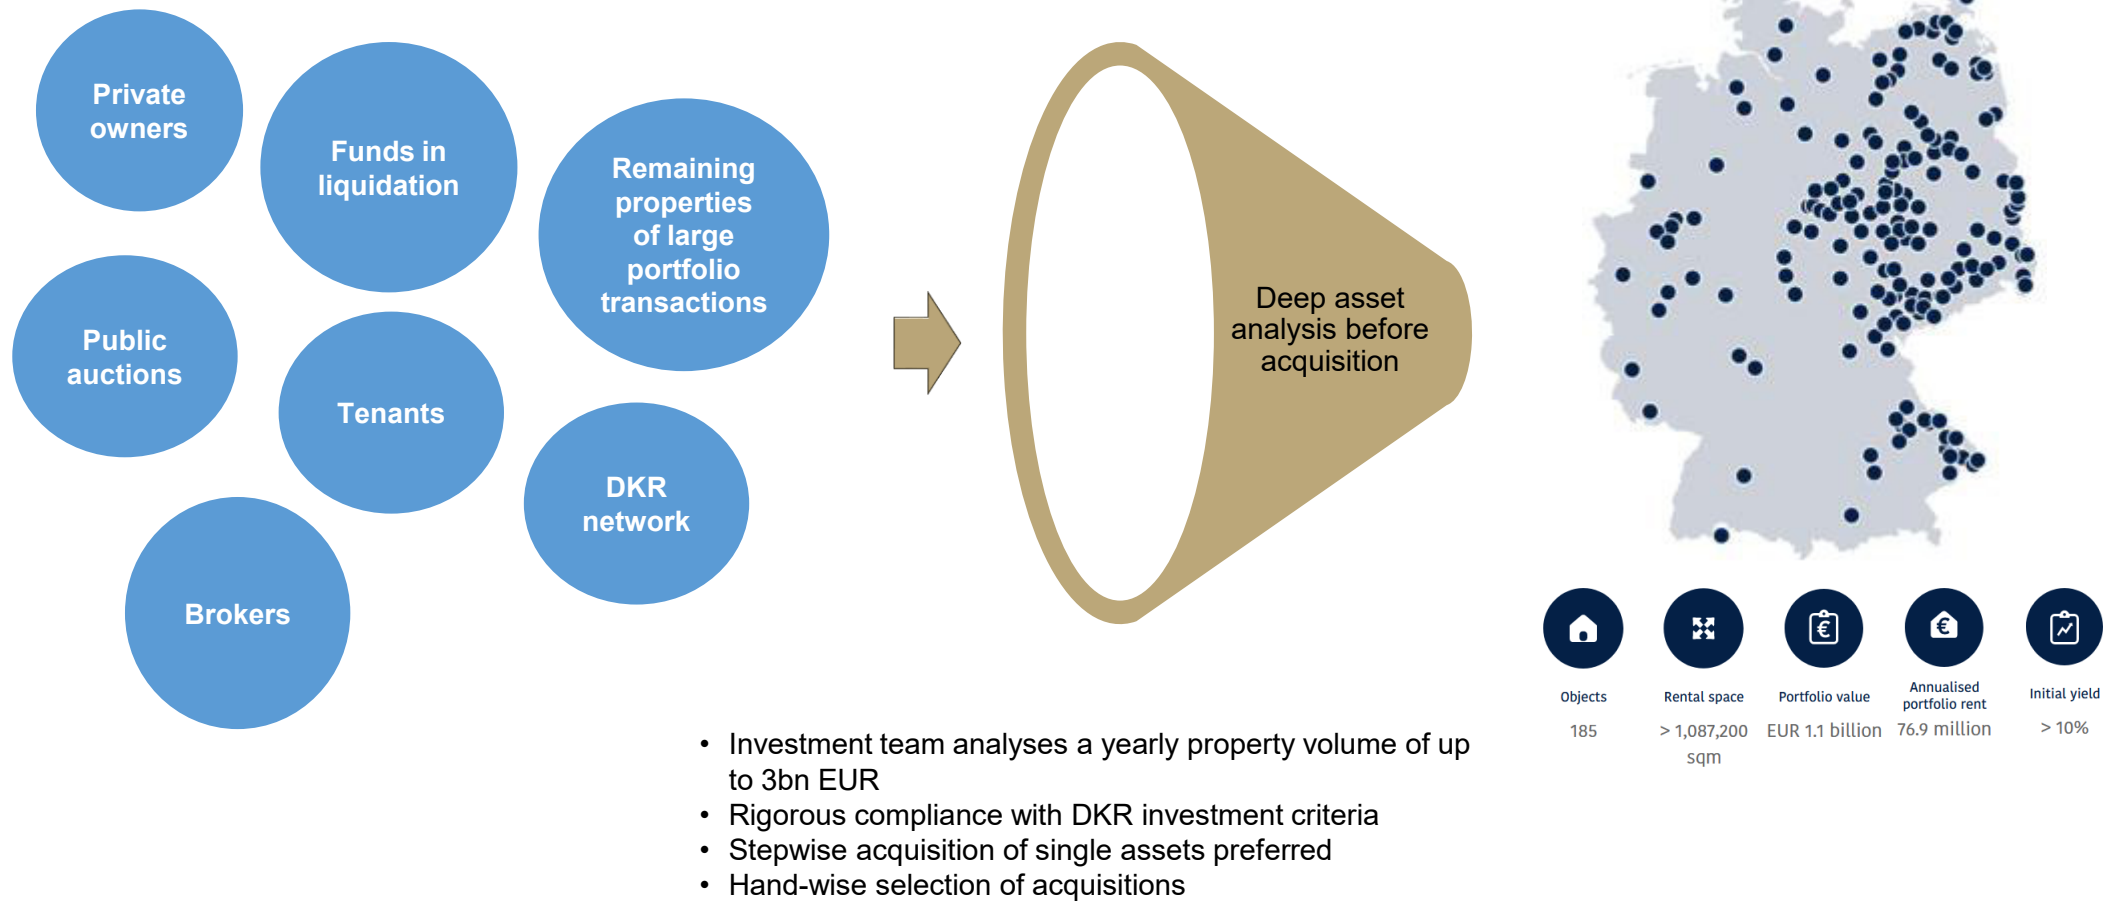 Private
owners
Funds in
liquidation
Remaining
properties
of large
portfolio
transactions
Public
auctions
Tenants
DKR
network
Brokers
Deep asset
analysis before
acquisition
• Investment team analyses a yearly property volume of up
to 3bn EUR
• Rigorous compliance with DKR investment criteria
• Stepwise acquisition of single assets preferred
• Hand-wise selection of acquisitions
Objects
185
Rental space
> 1,087,200
sqm
€
Portfolio value
EUR 1.1 billion
€
Annualised
portfolio rent
76.9 million
Initial yield
> 10%